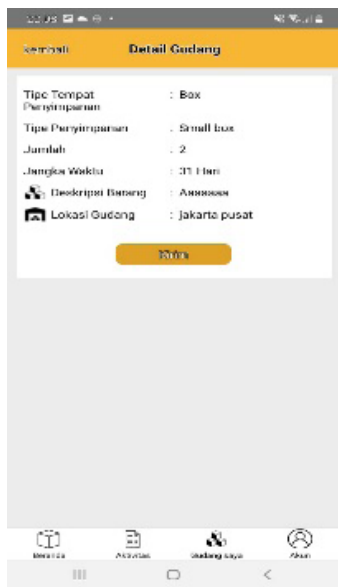 kembali Detail Gudang
Tipe Tempat : Box
Penyimpanan
Tipe Penyimpanan : Small box
Jumlah : 2
Jangka Waktu : 31 Hari
Deskripsi Barang : Aaaaaaa
Lokasi Gudang : jakarta pusat
Kirim
Beranda Aktivitas Gudang saya Akun